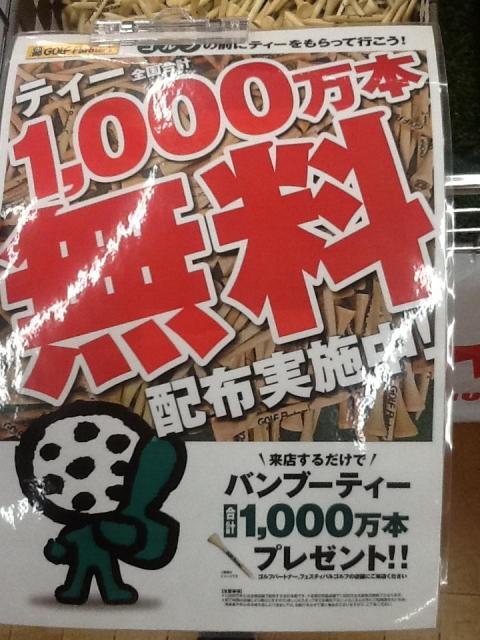 GOLF Partner
ゴルフの前にティーをもらって行こう!
ティー 全国合計
1,000万本
無料
配布実施中!
来店するだけで
バンブーティー
合計1,000万本
プレゼント!!
ゴルフパートナー、フェスティバルゴルフの店舗にご来店ください